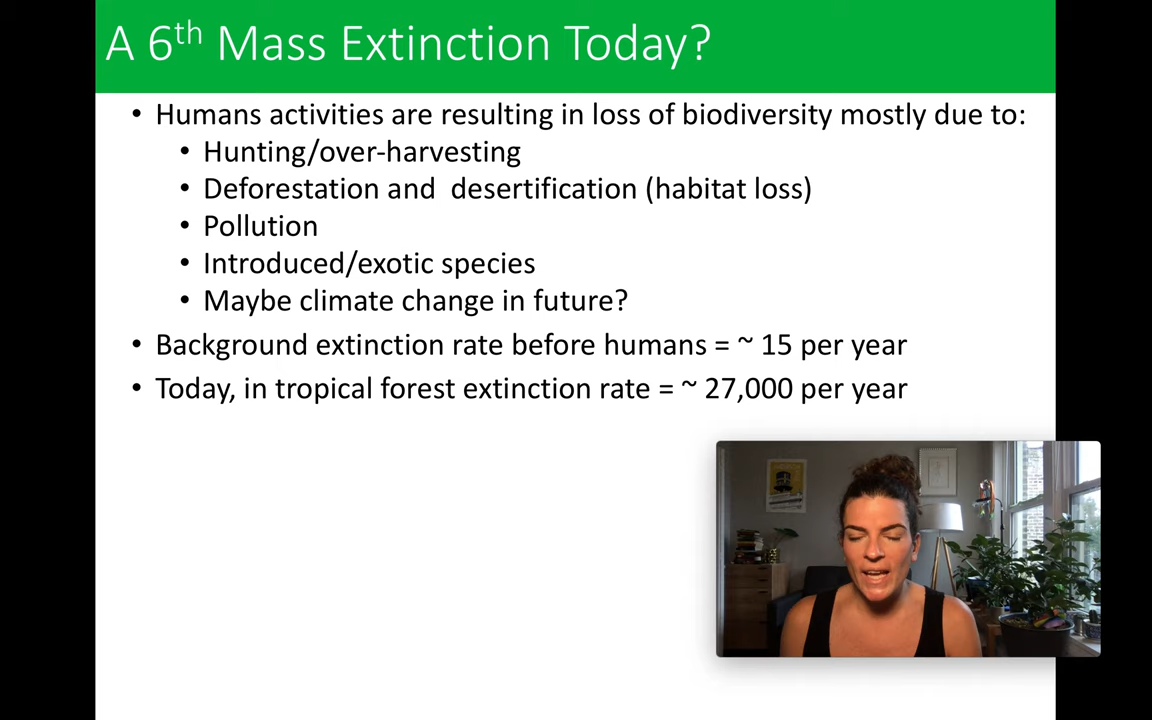 A 6th Mass Extinction Today?
• Humans activities are resulting in loss of biodiversity mostly due to:
• Hunting/over-harvesting
• Deforestation and  desertification (habitat loss)
• Pollution
• Introduced/exotic species
• Maybe climate change in future?
• Background extinction rate before humans = ~ 15 per year
• Today, in tropical forest extinction rate = ~ 27,000 per year